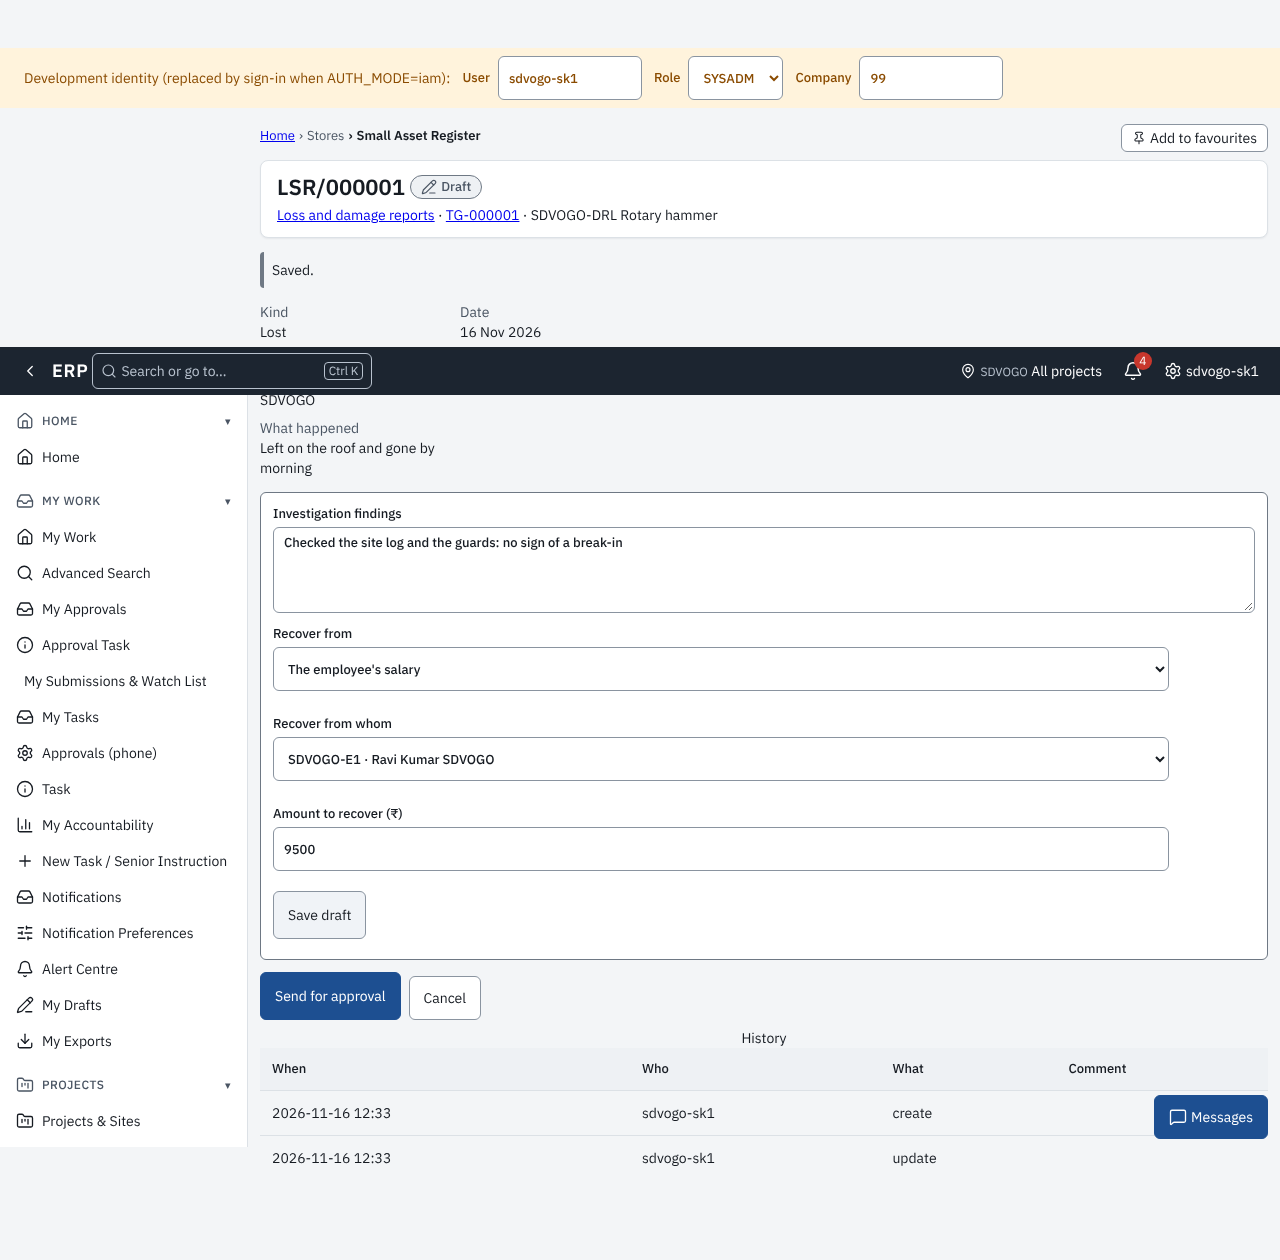 Development identity (replaced by sign-in when AUTH_MODE=iam): User sdvogo-sk1 Role SYSADM Company 99
Home › Stores › Small Asset Register
Add to favourites
LSR/000001 Draft
Loss and damage reports · TG-000001 · SDVOGO-DRL Rotary hammer
Saved.
Kind Date
Lost 16 Nov 2026
ERP Search or go to... Ctrl K SDVOGO All projects 4 sdvogo-sk1
SDVOGO
What happened
Left on the roof and gone by
morning
HOME
Home
MY WORK
My Work
Advanced Search
My Approvals
Approval Task
My Submissions & Watch List
My Tasks
Approvals (phone)
Task
My Accountability
New Task / Senior Instruction
Notifications
Notification Preferences
Alert Centre
My Drafts
My Exports
PROJECTS
Projects & Sites
Investigation findings
Checked the site log and the guards: no sign of a break-in
Recover from
The employee's salary
Recover from whom
SDVOGO-E1 · Ravi Kumar SDVOGO
Amount to recover (₹)
9500
Save draft
Send for approval Cancel
History
When Who What Comment
2026-11-16 12:33 sdvogo-sk1 create
2026-11-16 12:33 sdvogo-sk1 update
Messages